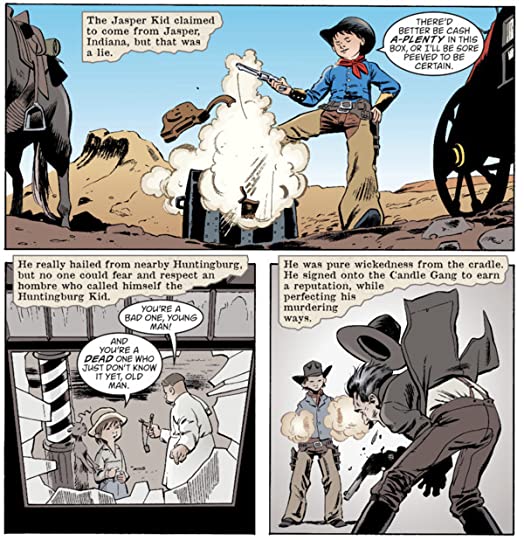 The Jasper Kid claimed
to come from Jasper,
Indiana, but that was
a lie.
THERE'D
BETTER BE CASH
A-PLENTY IN THIS
BOX, OR I'LL BE SORE
PEEVED TO BE
CERTAIN.
He really hailed from nearby Huntingburg,
but no one could fear and respect an
hombre who called himself the
Huntingburg Kid.
YOU'RE A
BAD ONE, YOUNG
MAN!
AND
YOU'RE A
DEAD ONE WHO
JUST DON'T KNOW
IT YET, OLD
MAN.
He was pure wickedness from the cradle.
He signed onto the Candle Gang to earn
a reputation, while
perfecting his
murdering
ways.